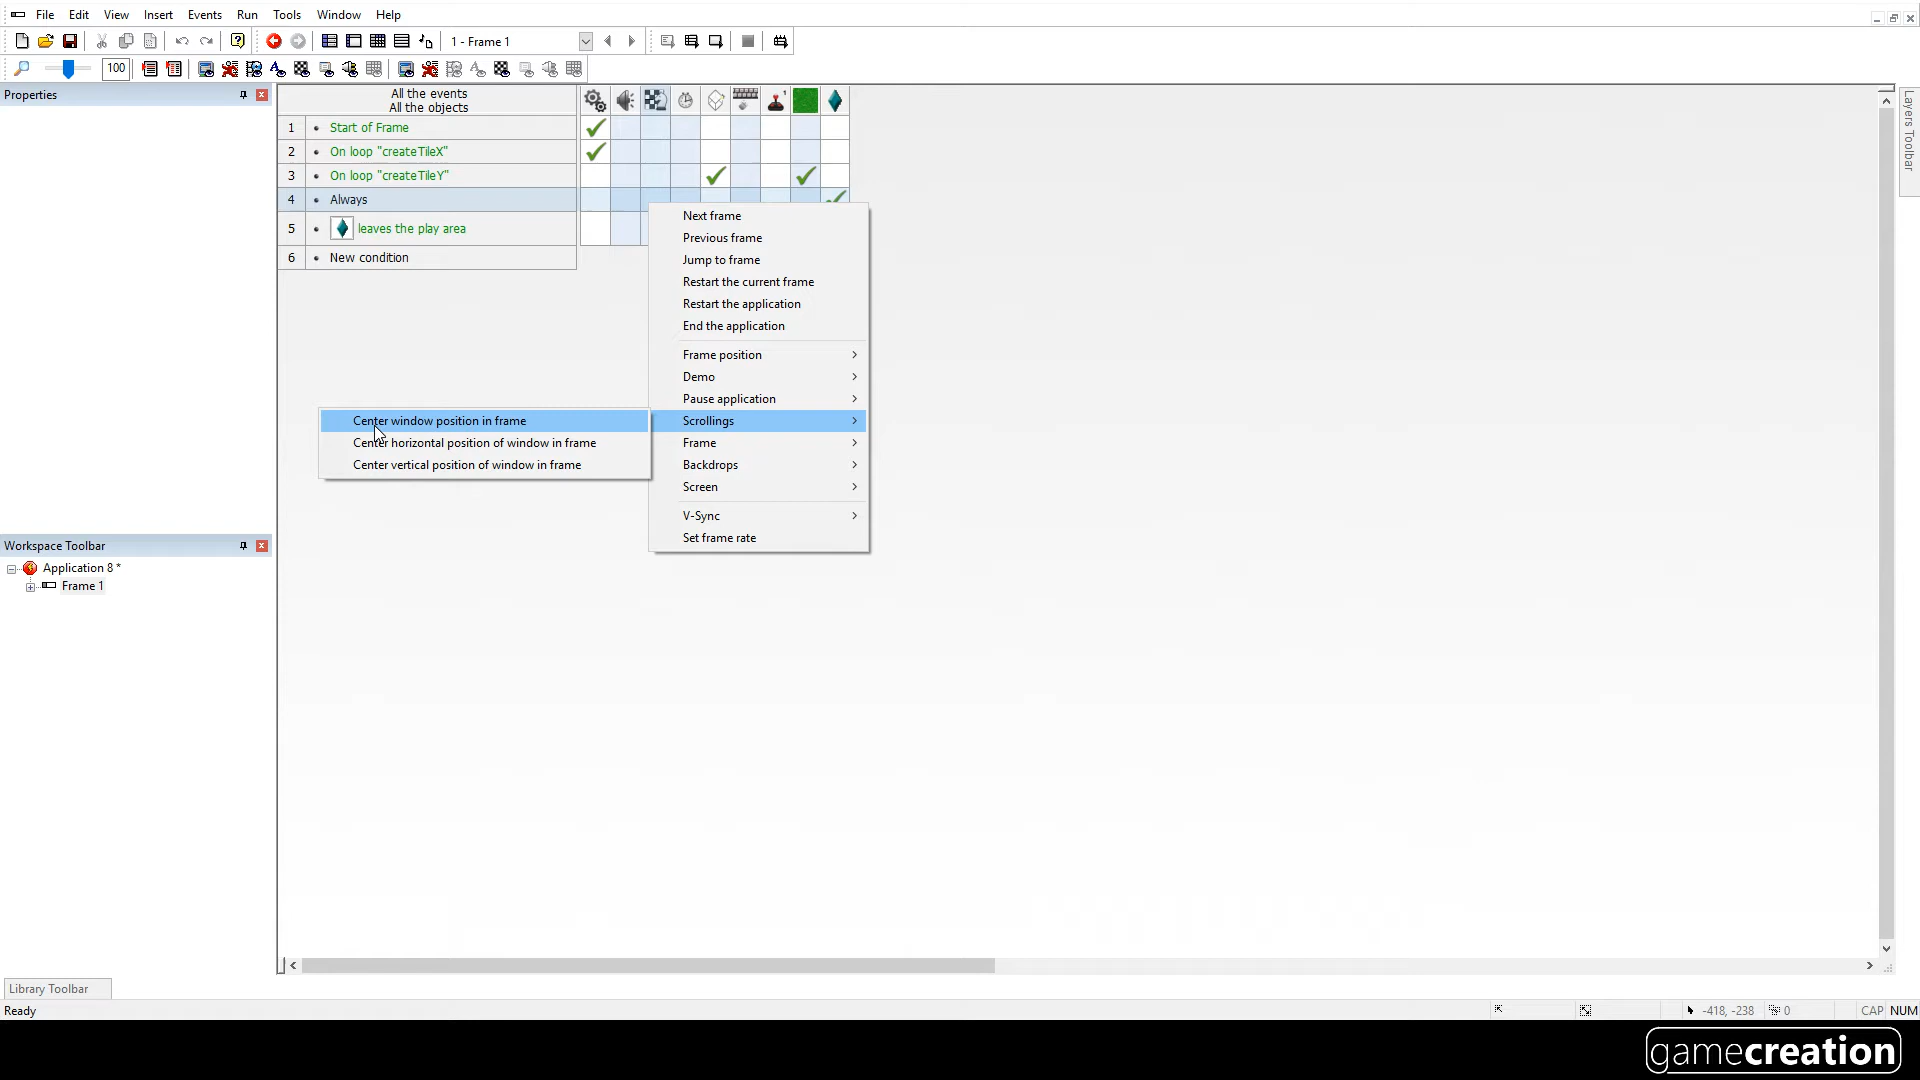 File Edit View Insert Events Run Tools Window Help
1 - Frame 1
100
Properties
All the events
All the objects
1 Start of Frame
2 On loop "createTileX"
3 On loop "createTileY"
4 Always
5 leaves the play area
6 New condition
Next frame
Previous frame
Jump to frame
Restart the current frame
Restart the application
End the application
Frame position
Demo
Pause application
Scrollings
Frame
Backdrops
Screen
V-Sync
Set frame rate
Center window position in frame
Center horizontal position of window in frame
Center vertical position of window in frame
Layers Toolbar
Workspace Toolbar
Application 8 *
Frame 1
Library Toolbar
Ready
-418, -238
0
CAP NUM
gamecreation